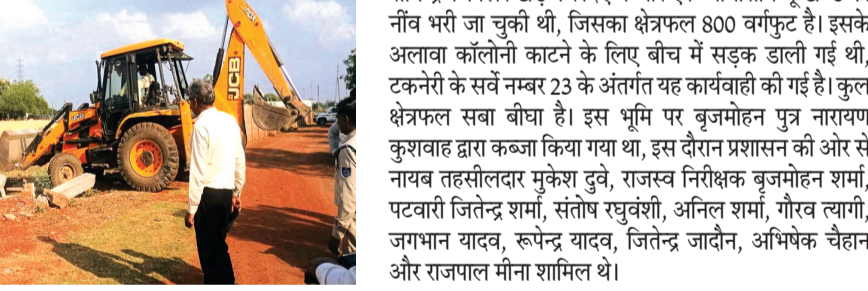 JCB
नींव भरी जा चुकी थी, जिसका क्षेत्रफल 800 वर्गफुट है। इसके
अलावा कॉलोनी काटने के लिए बीच में सड़क डाली गई थी,
टकनेरी के सर्वे नम्बर 23 के अंतर्गत यह कार्यवाही की गई है। कुल
क्षेत्रफल सबा बीघा है। इस भूमि पर बृजमोहन पुत्र नारायण
कुशवाह द्वारा कब्जा किया गया था, इस दौरान प्रशासन की ओर से
नायब तहसीलदार मुकेश दुवे, राजस्व निरीक्षक बृजमोहन शर्मा,
पटवारी जितेन्द्र शर्मा, संतोष रघुवंशी, अनिल शर्मा, गौरव त्यागी,
जगभान यादव, रूपेन्द्र यादव, जितेन्द्र जादौन, अभिषेक चैहान
और राजपाल मीना शामिल थे।